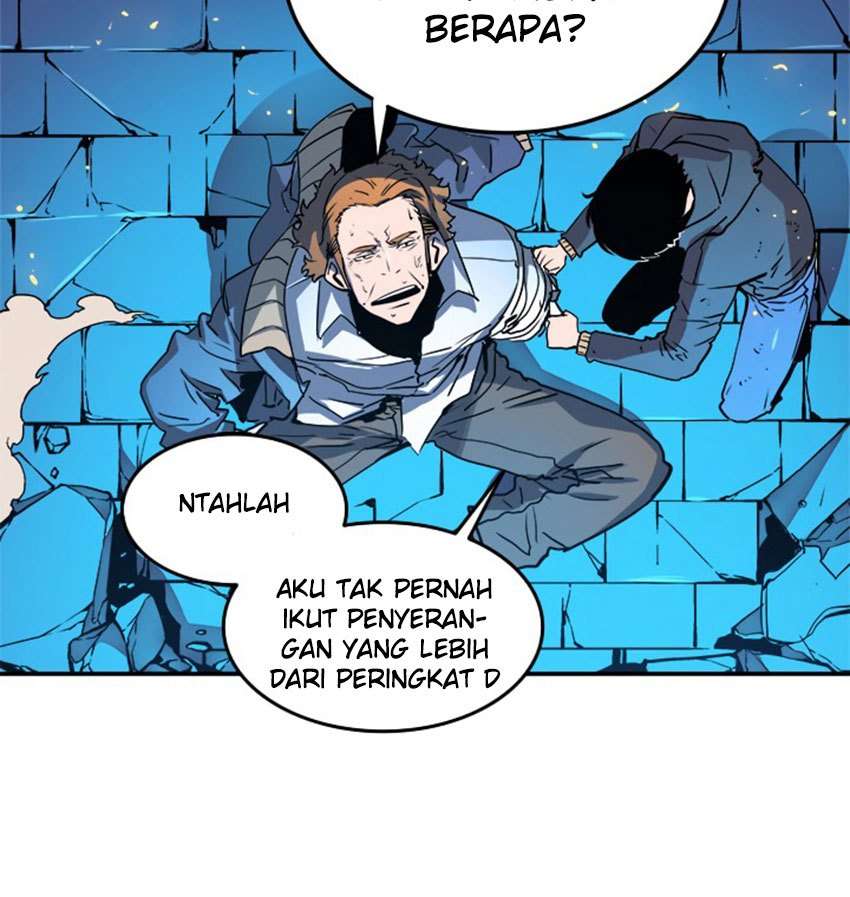 BERAPA?
NTAHLAH
AKU TAK PERNAH
IKUT PENYERAN-
GAN YANG LEBIH
DARI PERINGKAT D